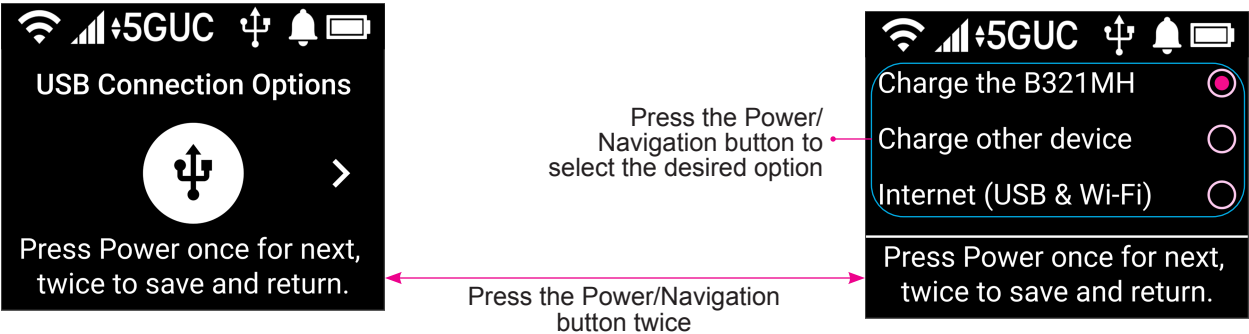 5GUC
USB Connection Options
Press Power once for next,
twice to save and return.
Press the Power/
Navigation button to
select the desired option
Press the Power/Navigation
button twice
5GUC
Charge the B321MH
Charge other device
Internet (USB & Wi-Fi)
Press Power once for next,
twice to save and return.